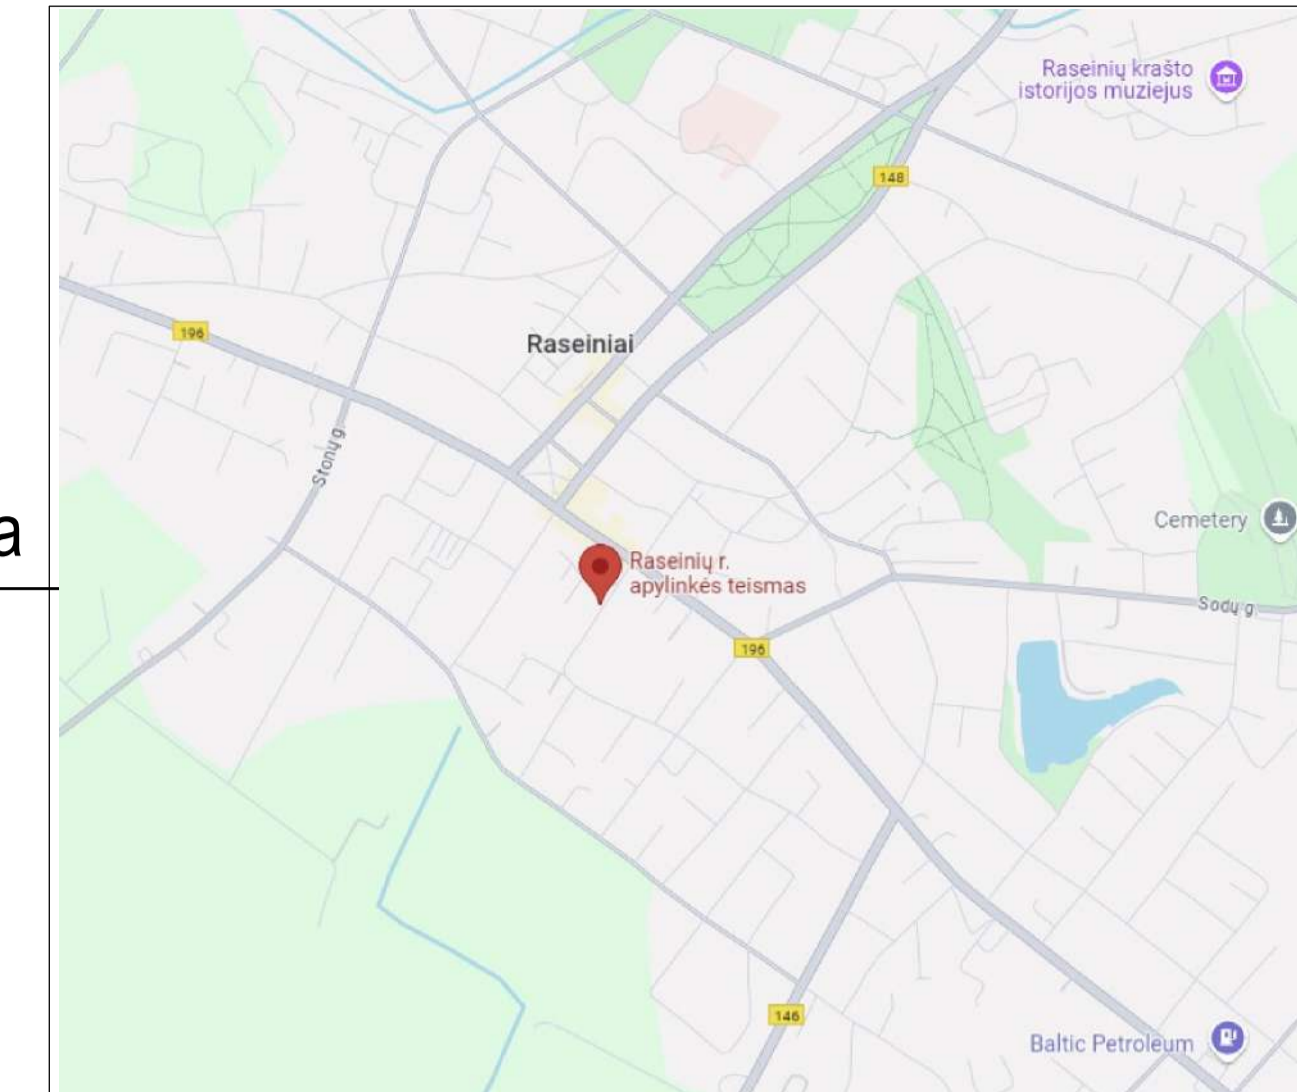 Raseinių krašto
istorijos muziejus
148
196
Raseiniai
Stonų g
a
Cemetery
Raseinių r.
apylinkės teismas
Sodų g
196
146
Baltic Petroleum